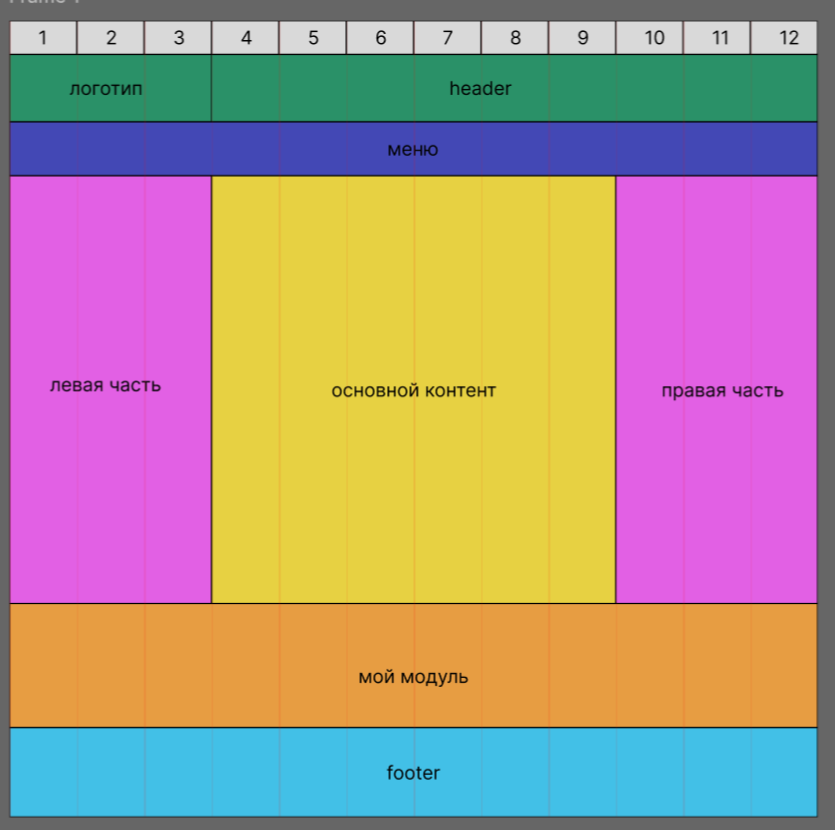 1 2 3 4 5 6 7 8 9 10 11 12
логотип header
меню
левая часть основной контент правая часть
мой модуль
footer